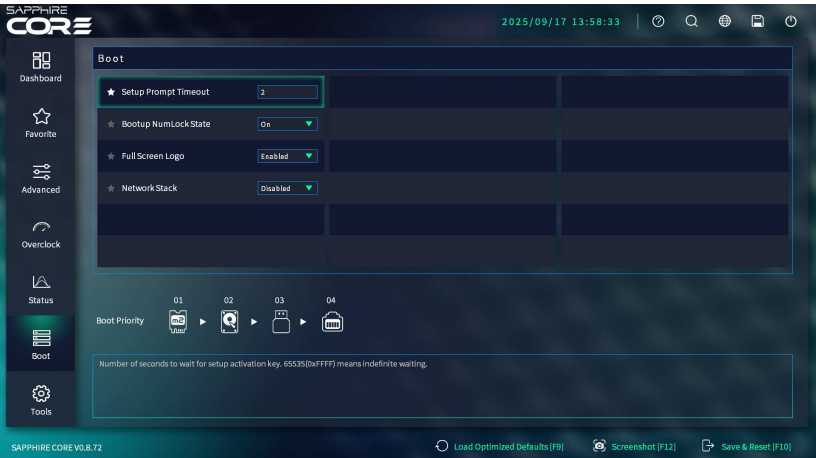 SAPPHIRE
CORE
2025/09/17 13:58:33
Dashboard
Favorite
Advanced
Overclock
Status
Boot
Tools
Boot
Setup Prompt Timeout 2
Bootup NumLock State On
Full Screen Logo Enabled
Network Stack Disabled
01 02 03 04
Boot Priority
m2
Number of seconds to wait for setup activation key. 65535(0xFFFF) means indefinite waiting.
SAPPHIRE CORE V0.8.72
Load Optimized Defaults [F9] Screenshot [F12] Save & Reset [F10]